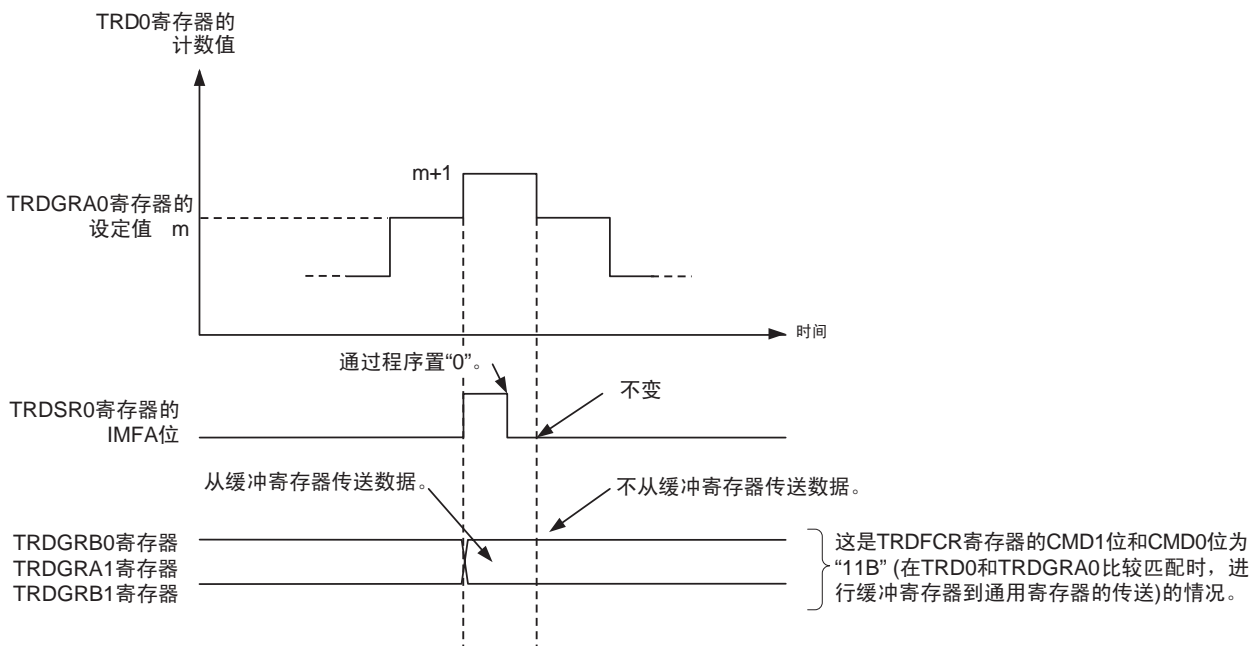 TRD0寄存器的
计数值
m+1
TRDGRA0寄存器的
设定值 m
时间
通过程序置“0”。
不变
TRDSR0寄存器的
IMFA位
从缓冲寄存器传送数据。
不从缓冲寄存器传送数据。
TRDGRB0寄存器
TRDGRA1寄存器
TRDGRB1寄存器
这是TRDFCR寄存器的CMD1位和CMD0位为
“11B” (在TRD0和TRDGRA0比较匹配时，进
行缓冲寄存器到通用寄存器的传送)的情况。